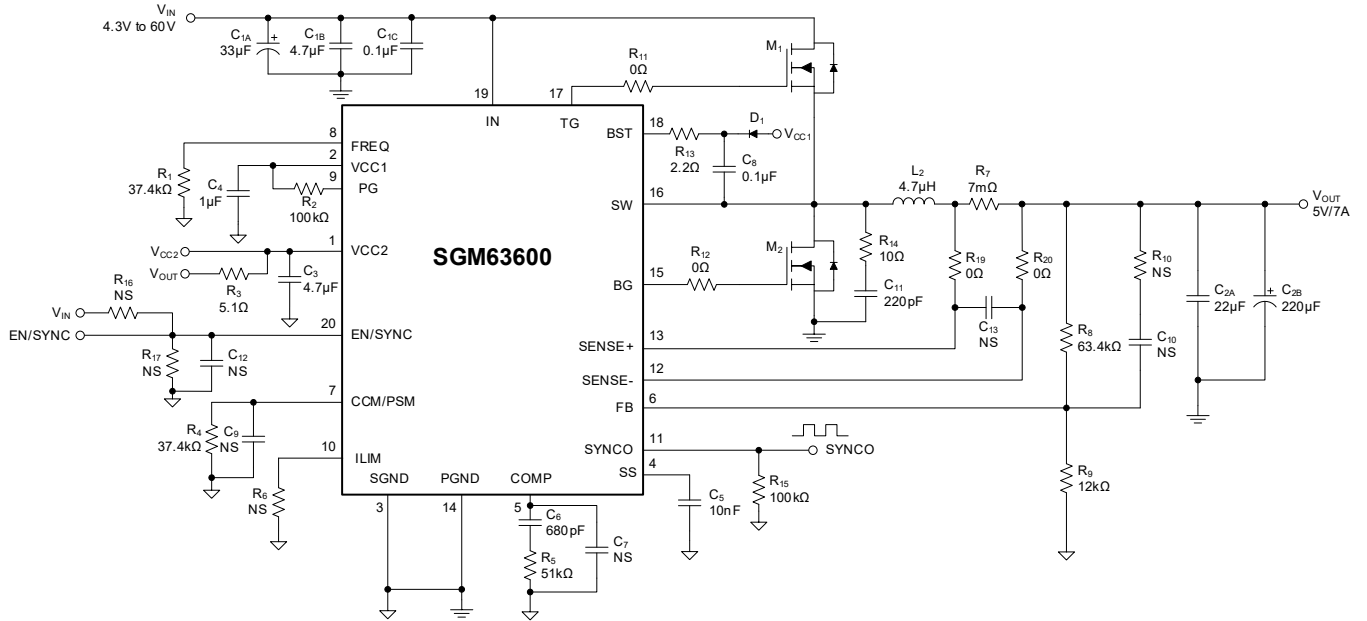 VIN
4.3V to 60V
C1A
33µF
+
C1B
4.7µF
C1C
0.1µF
R11
0Ω
M1
19
17
IN
TG
8
FREQ
R1
37.4kΩ
2
VCC1
C4
1µF
9
PG
R2
100kΩ
VCC2
1
VCC2
VOUT
R3
5.1Ω
C3
4.7µF
R16
NS
VIN
EN/SYNC
20
EN/SYNC
R17
NS
C12
NS
7
CCM/PSM
R4
37.4kΩ
C9
NS
10
ILIM
R6
NS
SGM63600
SGND
PGND
COMP
3
14
5
C6
680pF
R5
51kΩ
C7
NS
BST
18
R13
2.2Ω
D1
VCC1
C8
0.1µF
SW
16
L2
4.7µH
R7
7mΩ
VOUT
5V/7A
BG
15
R12
0Ω
M2
R14
10Ω
C11
220pF
R19
0Ω
R20
0Ω
C13
NS
R10
NS
C10
NS
C2A
22µF
+
C2B
220µF
R8
63.4kΩ
SENSE+
13
SENSE-
12
FB
6
SYNCO
11
SYNCO
R15
100kΩ
SS
4
C5
10nF
R9
12kΩ